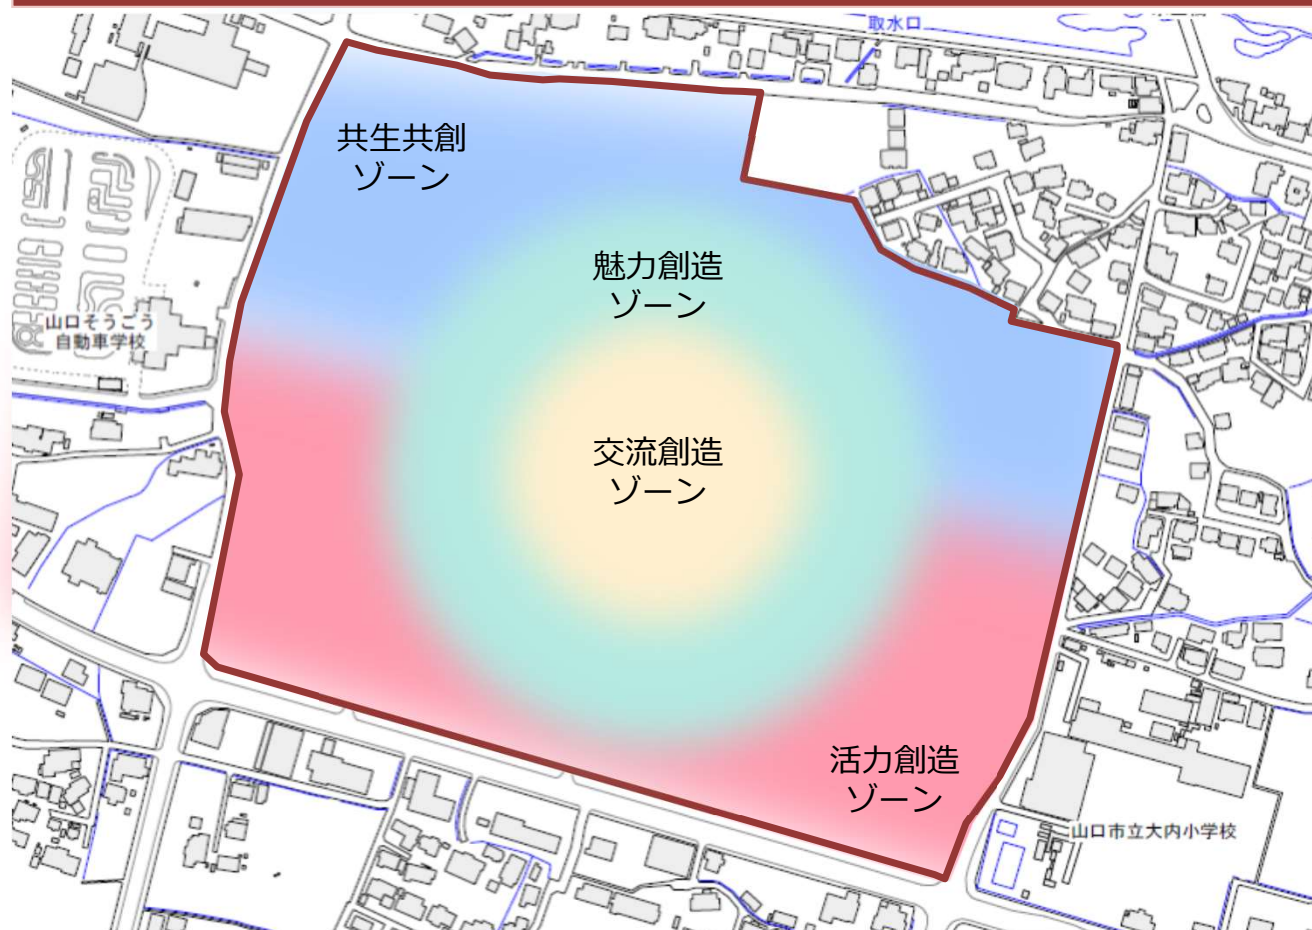 取水口
共生共創
ゾーン
魅力創造
ゾーン
山口そうごう
自動車学校
交流創造
ゾーン
活力創造
ゾーン
山口市立大内小学校